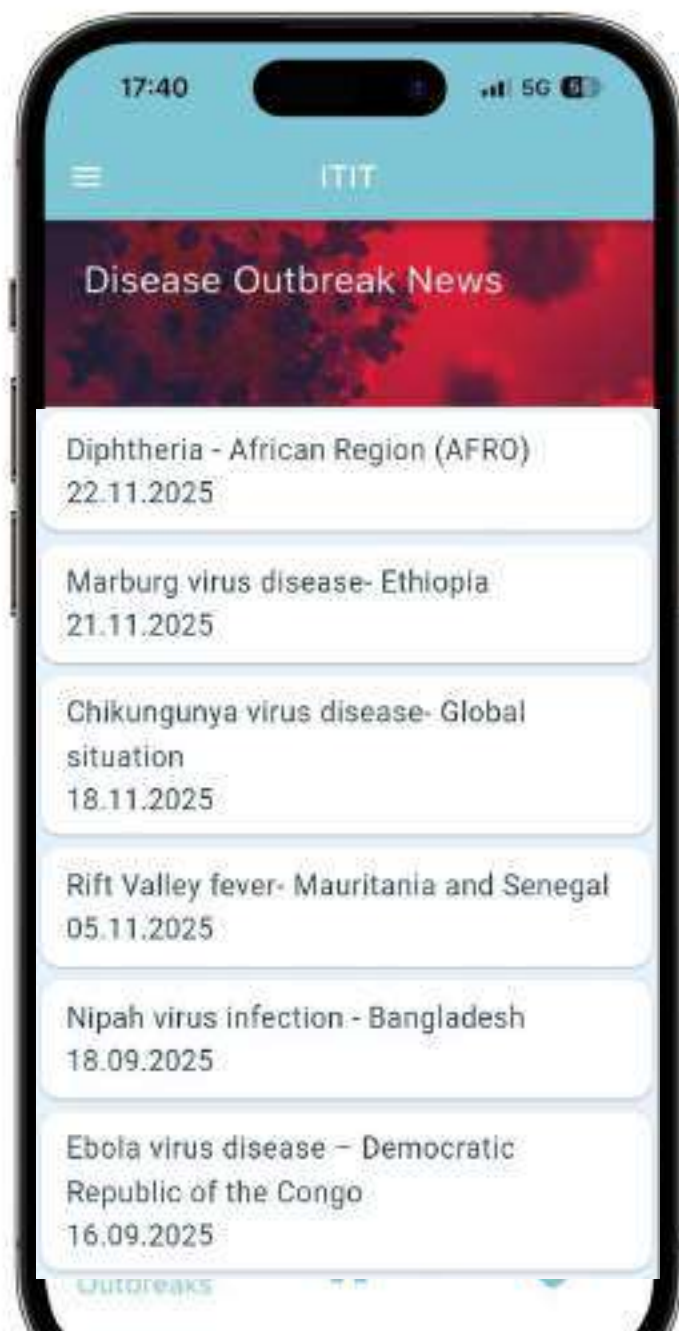 17:40
5G
ITIT
Disease Outbreak News
Diphtheria - African Region (AFRO)
22.11.2025
Marburg virus disease- Ethiopia
21.11.2025
Chikungunya virus disease- Global
situation
18.11.2025
Rift Valley fever- Mauritania and Senegal
05.11.2025
Nipah virus infection - Bangladesh
18.09.2025
Ebola virus disease – Democratic
Republic of the Congo
16.09.2025
Outbreaks